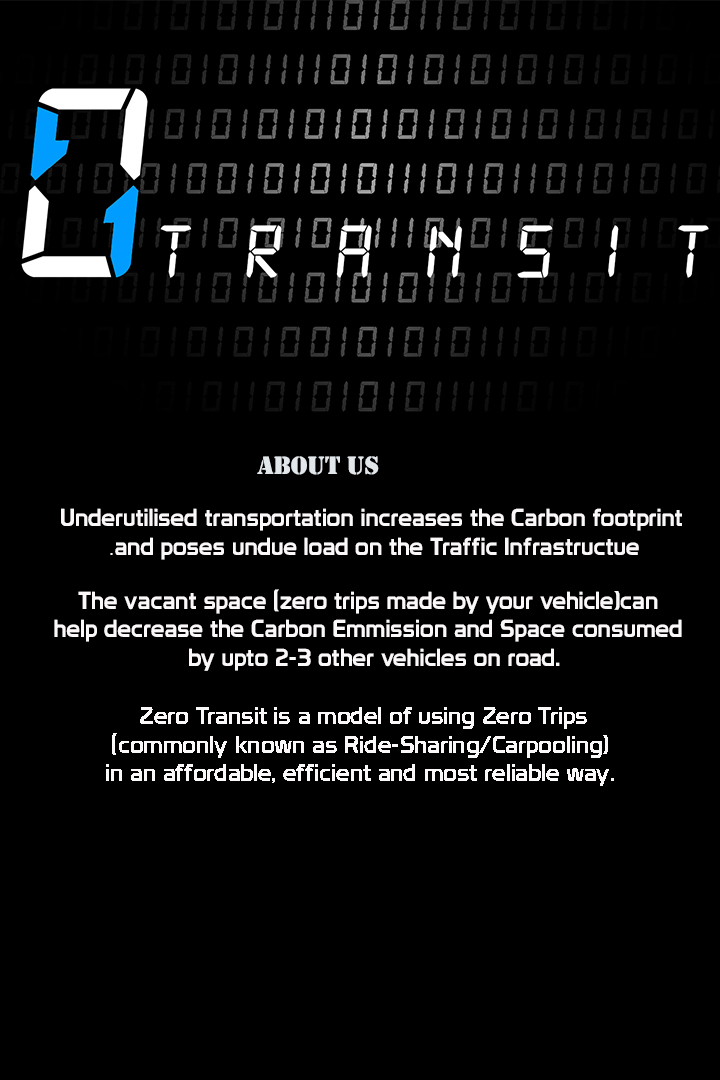 0 TRANSIT
ABOUT US
Underutilised transportation increases the Carbon footprint
.and poses undue load on the Traffic Infrastructue
The vacant space (zero trips made by your vehicle)can
help decrease the Carbon Emmission and Space consumed
by upto 2-3 other vehicles on road.
Zero Transit is a model of using Zero Trips
(commonly known as Ride-Sharing/Carpooling)
in an affordable, efficient and most reliable way.